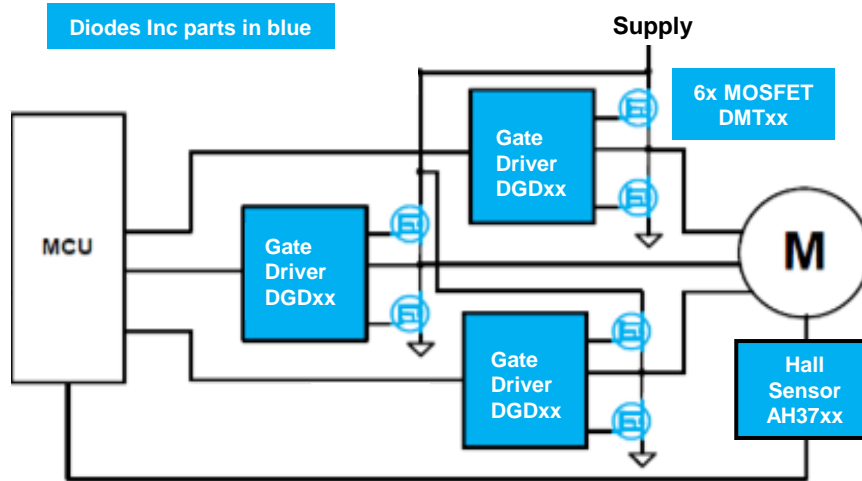 Diodes Inc parts in blue
Supply
6x MOSFET
DMTxx
Gate
Driver
DGDxx
MCU
Gate
Driver
DGDxx
M
Gate
Driver
DGDxx
Hall
Sensor
AH37xx